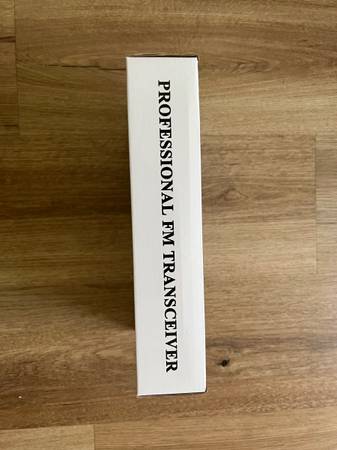 PROFESSIONAL FM TRANSCEIVER